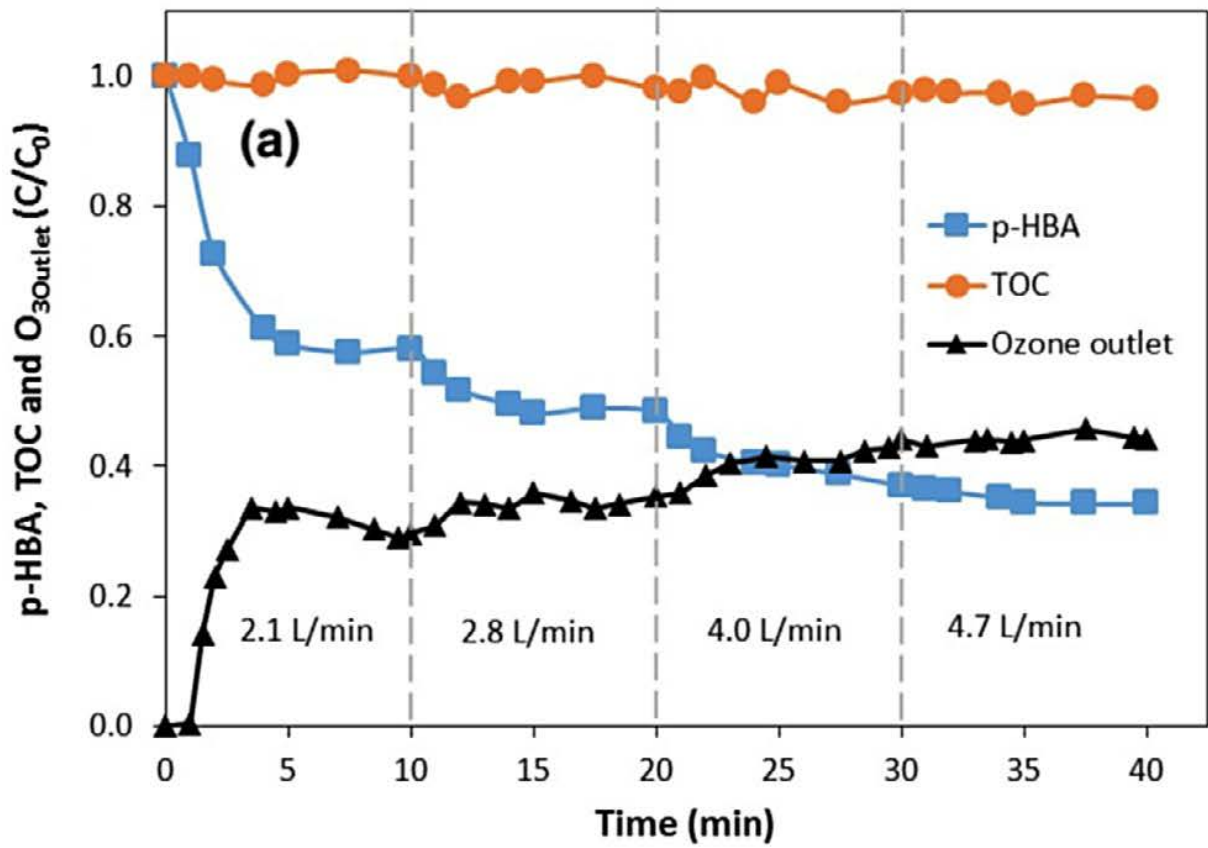 p-HBA, TOC and O3Outlet (C/C0)
1.0
0.8
0.6
0.4
0.2
0.0
(a)
p-HBA
TOC
Ozone outlet
2.1 L/min 2.8 L/min 4.0 L/min 4.7 L/min
0 5 10 15 20 25 30 35 40
Time (min)